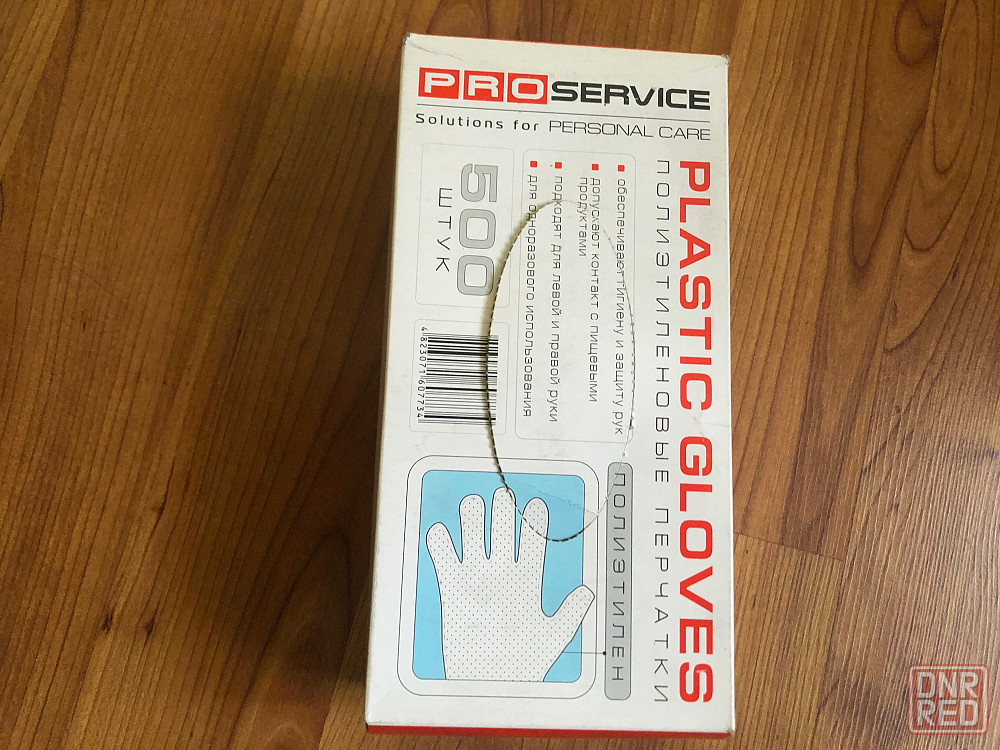 PROSERVICE
Solutions for PERSONAL CARE
PLASTIC GLOVES
ПОЛИЭТИЛЕНОВЫЕ ПЕРЧАТКИ
обеспечивают гигиену и защиту рук
допускают контакт с пищевыми
продуктами
подходят для левой и правой руки
для одноразового использования
500
ШТУК
4823071607734
ПОЛИЭТИЛЕН
DNR
RED